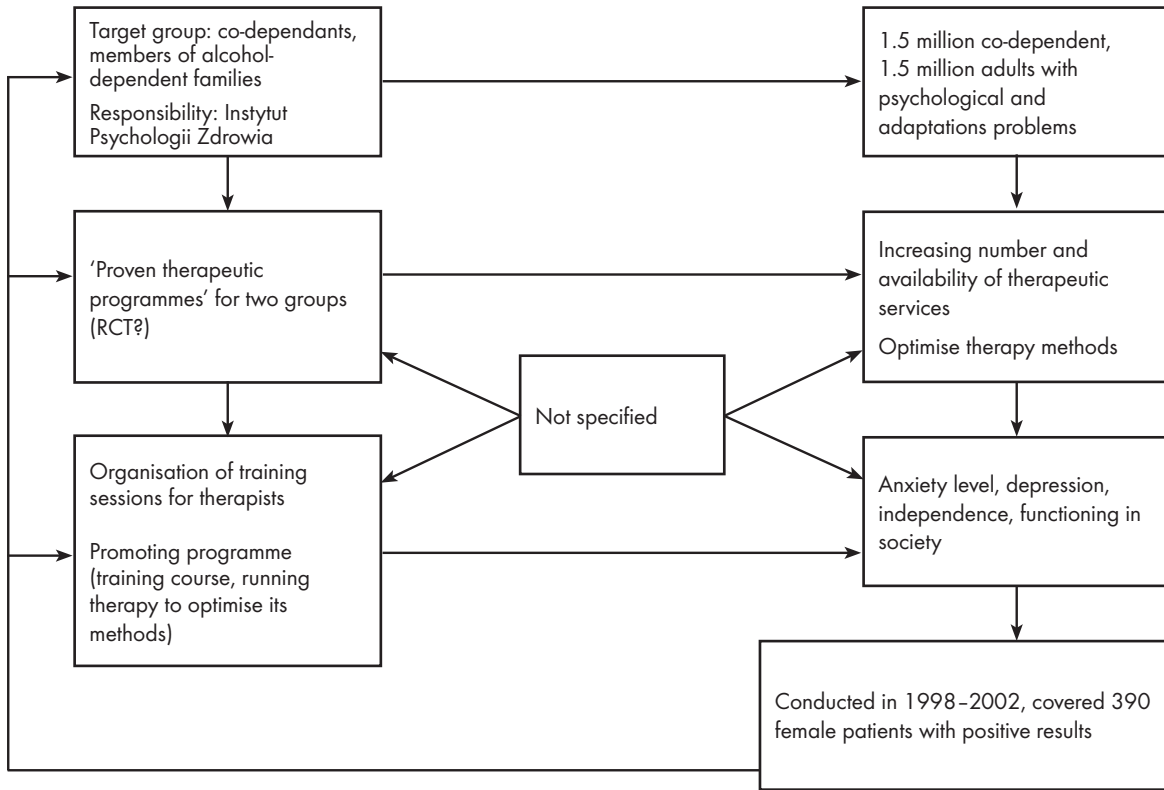 Target group: co-dependants,
members of alcohol-
dependent families
Responsibility: Instytut
Psychologii Zdrowia
1.5 million co-dependent,
1.5 million adults with
psychological and
adaptations problems
‘Proven therapeutic
programmes’ for two groups
(RCT?)
Increasing number and
availability of therapeutic
services
Optimise therapy methods
Not specified
Organisation of training
sessions for therapists
Promoting programme
(training course, running
therapy to optimise its
methods)
Anxiety level, depression,
independence, functioning in
society
Conducted in 1998–2002, covered 390
female patients with positive results